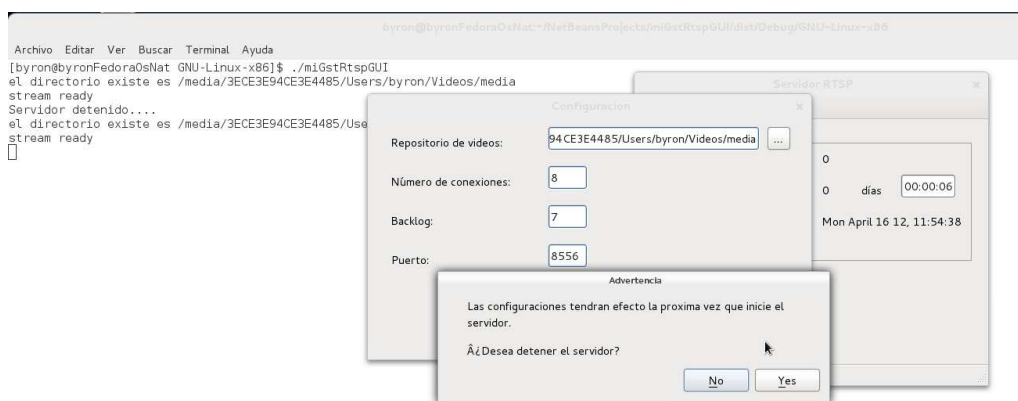 byron@byronFedoraOsNat:~/NetBeansProjects/miGstRtspGUI/dist/Debug/GNU-Linux-x86
Archivo Editar Ver Buscar Terminal Ayuda
[byron@byronFedoraOsNat GNU-Linux-x86]$ ./miGstRtspGUI
el directorio existe es /media/3ECE3E94CE3E4485/Users/byron/Videos/media
stream ready
Servidor detenido....
el directorio existe es /media/3ECE3E94CE3E4485/Use
stream ready
Servidor RTSP
0
0 días 00:00:06
Mon April 16 12, 11:54:38
Configuracion
Repositorio de videos: 94CE3E4485/Users/byron/Videos/media ...
Número de conexiones: 8
Backlog: 7
Puerto: 8556
Advertencia
Las configuraciones tendran efecto la proxima vez que inicie el
servidor.
Â¿Desea detener el servidor?
No Yes